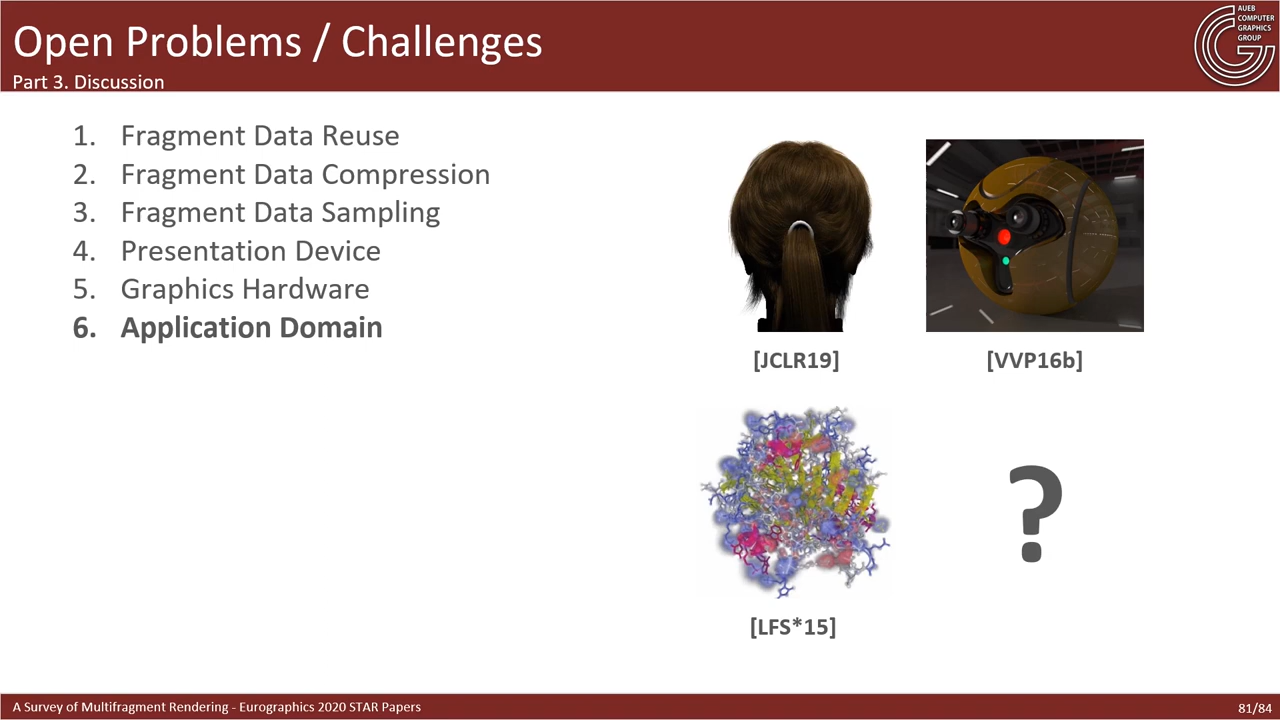 Open Problems / Challenges
Part 3. Discussion
AUEB
COMPUTER
GRAPHICS
GROUP
1. Fragment Data Reuse
2. Fragment Data Compression
3. Fragment Data Sampling
4. Presentation Device
5. Graphics Hardware
6. Application Domain
[JCLR19]
[VVP16b]
?
[LFS*15]
A Survey of Multifragment Rendering - Eurographics 2020 STAR Papers
81/84